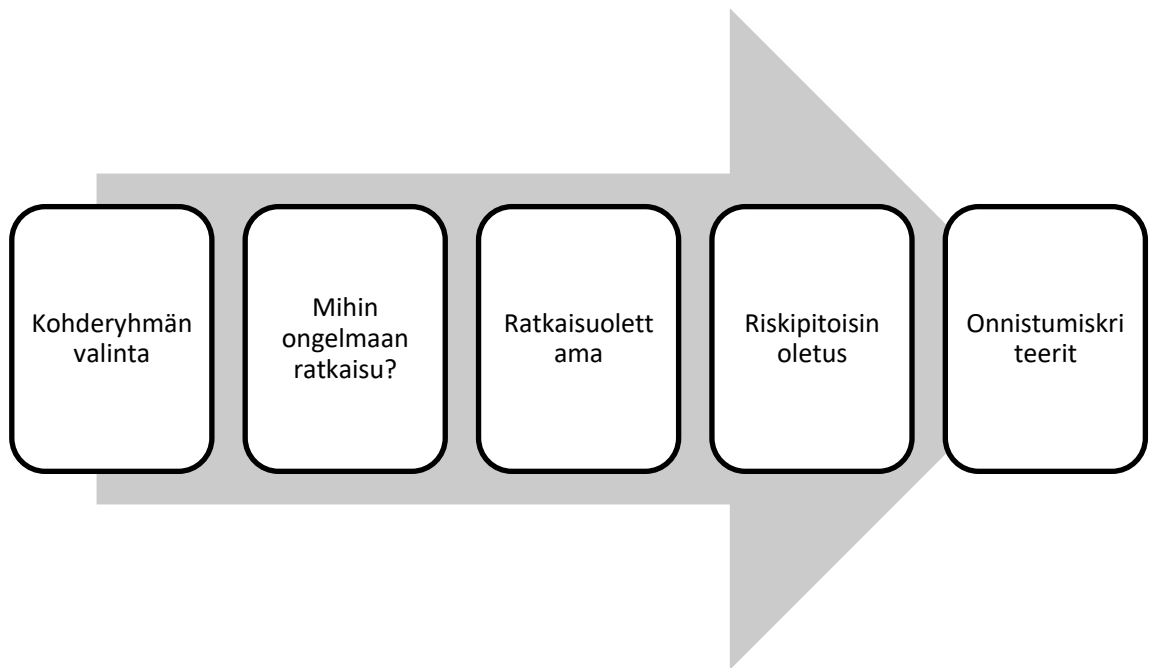 Kohderyhmän
valinta
Mihin
ongelmaan
ratkaisu?
Ratkaisuolett
ama
Riskipitoisin
oletus
Onnistumiskri
teerit